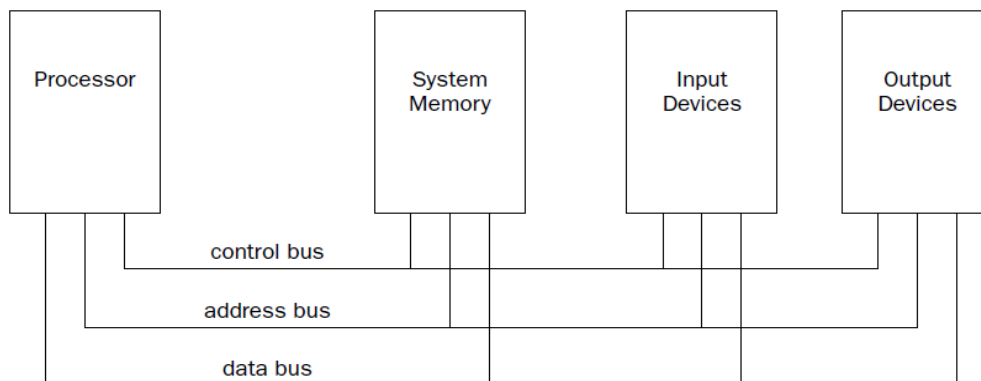 Processor
System
Memory
Input
Devices
Output
Devices
control bus
address bus
data bus